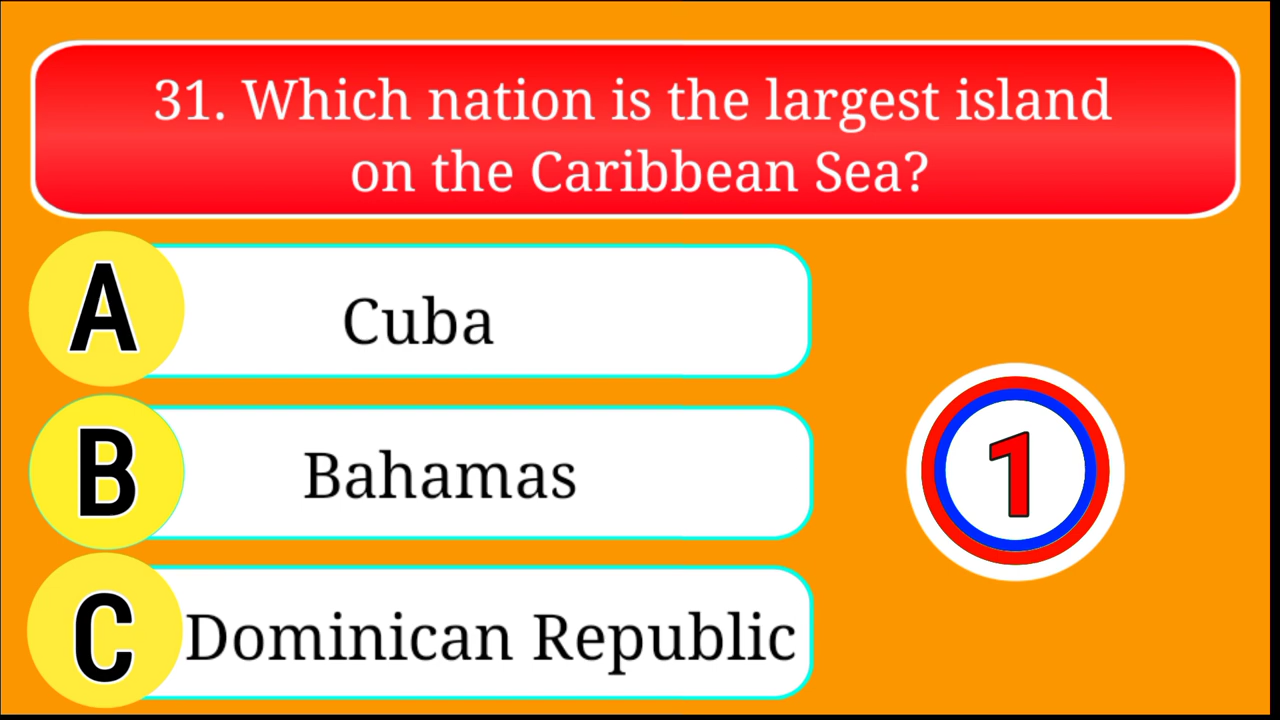 31. Which nation is the largest island
on the Caribbean Sea?
A
Cuba
B
Bahamas
1
C
Dominican Republic